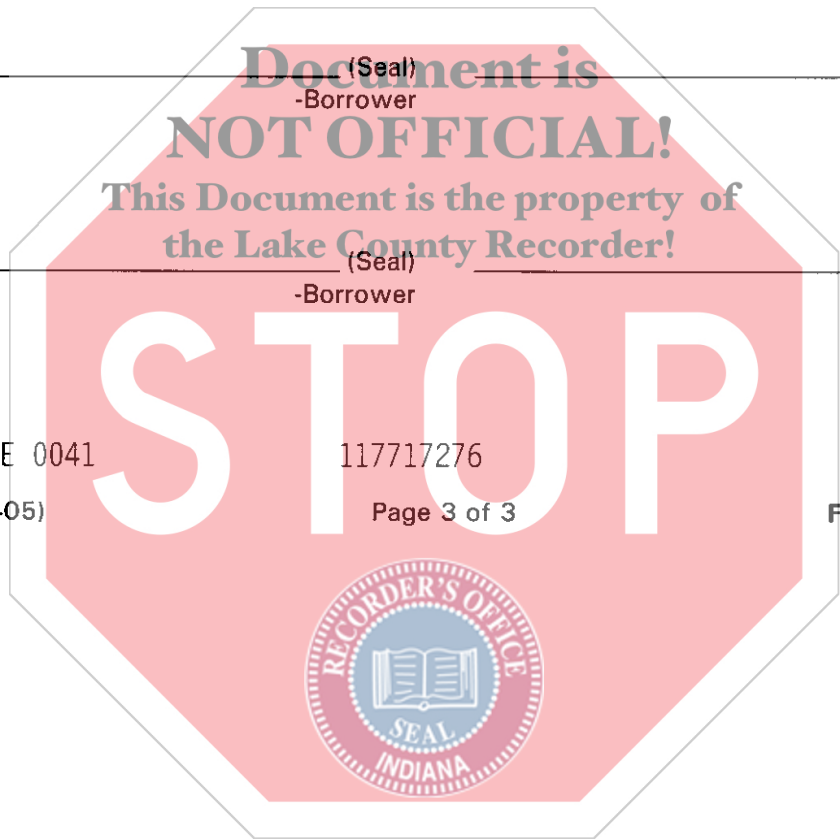 Document is
(Seal)
-Borrower
NOT OFFICIAL!
This Document is the property of
the Lake County Recorder!
(Seal)
-Borrower
STOP
E 0041 117717276
-05) Page 3 of 3 F
RECORDER'S OFFICE
SEAL
INDIANA